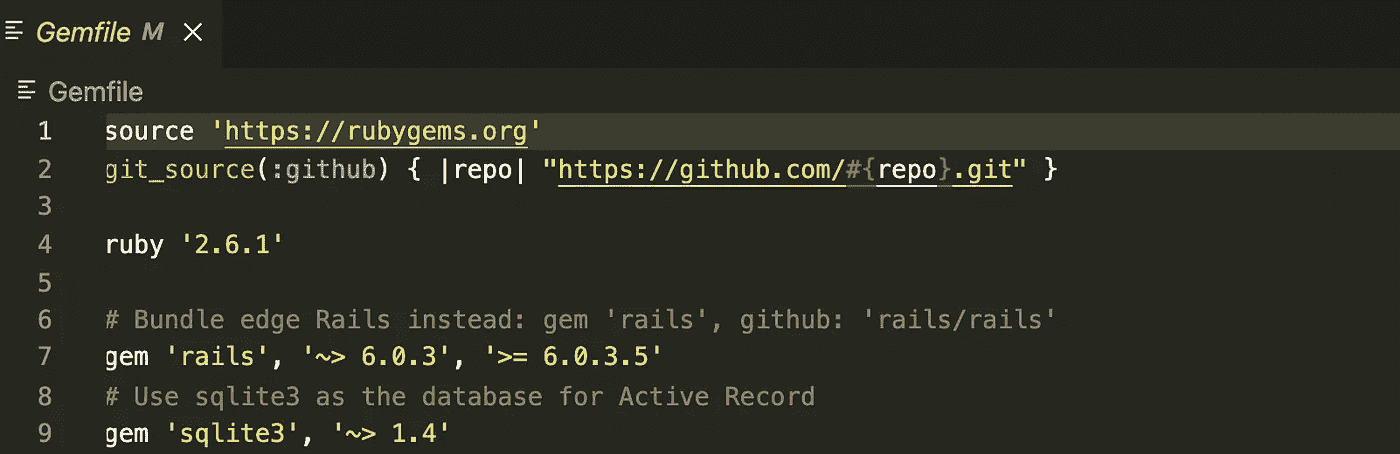 Gemfile M
Gemfile
1 source 'https://rubygems.org'
2 git_source(:github) { |repo| "https://github.com/#{repo}.git" }
3
4 ruby '2.6.1'
5
6 # Bundle edge Rails instead: gem 'rails', github: 'rails/rails'
7 gem 'rails', '~> 6.0.3', '>= 6.0.3.5'
8 # Use sqlite3 as the database for Active Record
9 gem 'sqlite3', '~> 1.4'